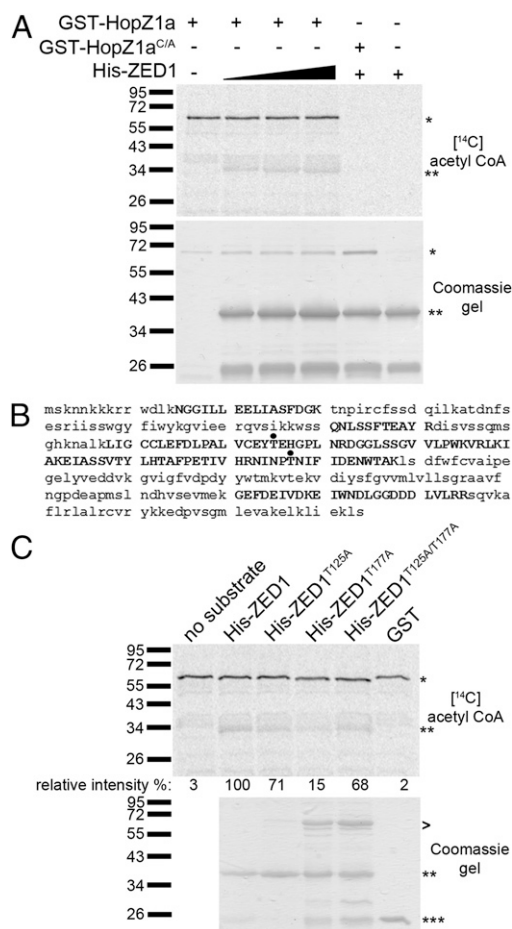 A
GST-HopZ1a + + + + - -
GST-HopZ1a^C/A - - - - + -
His-ZED1 - + +
95
72
55
43
34
26
*
[14C]
acetyl CoA
**
95
72
55
43
34
26
*
Coomassie
gel
**
B
msknnkkkrr wdlkNGGILL EELIASFDGK tnpircfssd qilkatdnfs
esriisswgy fiwykgviee rqvsikkwss QNLSSFTEAY Rdisvssqms
ghknalkLIG CCLEFDLPAL VCEYTEHGPL NRDGGLSSGV VLPWKVRLKI
AKEIASSVTY LHTAFPETIV HRNINPTNIF IDENWTAKls dfwfcvaipe
gelyveddvk gvigfvdpdy ywtmkvtekv diysfgvvml vllsgraavf
ngpdeapmsl ndhvsevmek GEFDEIVDKE IWNDLGGDDD LVLRRsqvka
flrlalrcvr ykkedpvsgm levakelkli ekls
C
no substrate His-ZED1 His-ZED1^T125A His-ZED1^T177A His-ZED1^T125A/T177A GST
95
72
55
43
34
26
*
[14C]
acetyl CoA
**
relative intensity %: 3 100 71 15 68 2
95
72
55
43
34
26
>
Coomassie
gel
**
***